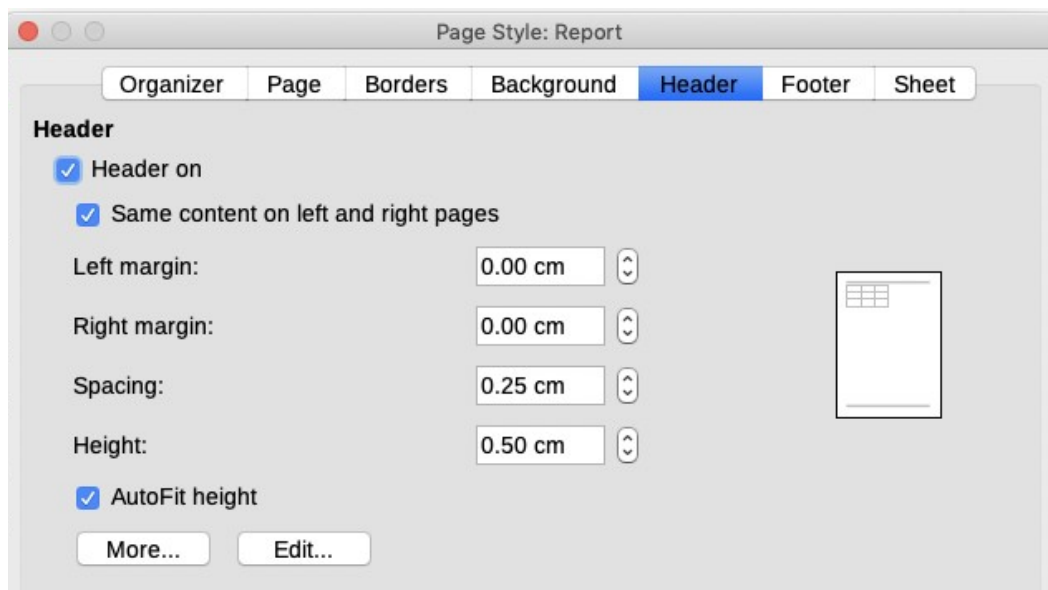 Page Style: Report
Organizer Page Borders Background Header Footer Sheet
Header
Header on
Same content on left and right pages
Left margin: 0.00 cm
Right margin: 0.00 cm
Spacing: 0.25 cm
Height: 0.50 cm
AutoFit height
More... Edit...